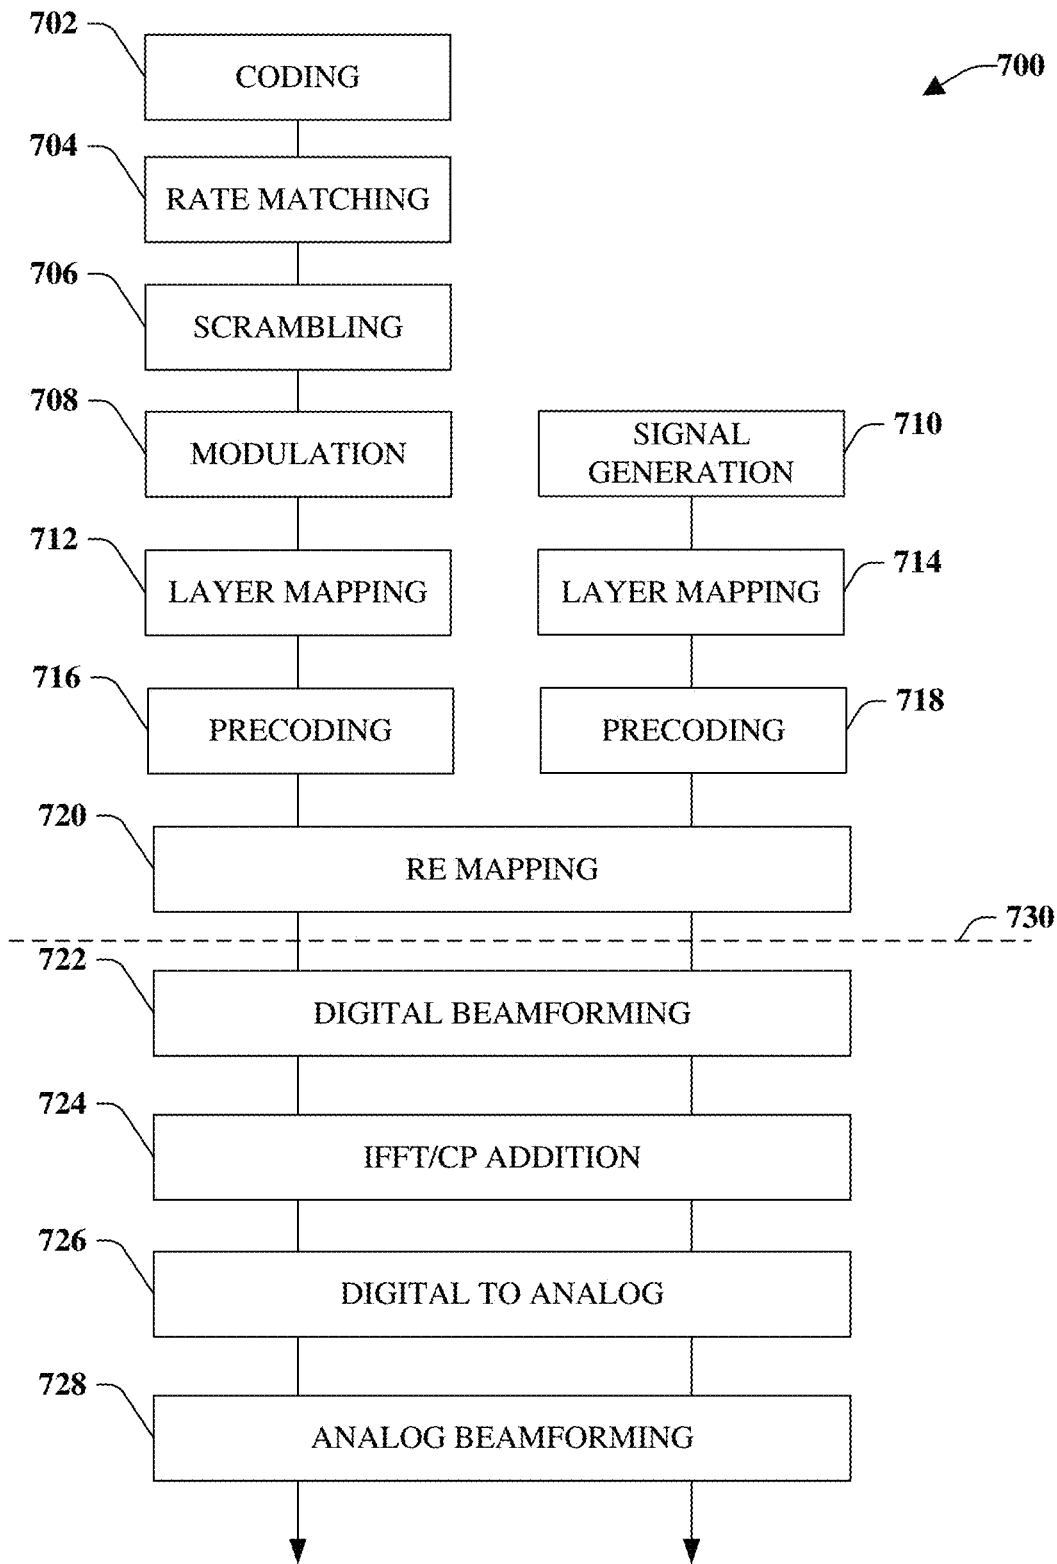 702
CODING
700
704
RATE MATCHING
706
SCRAMBLING
708
MODULATION
SIGNAL
GENERATION
710
712
LAYER MAPPING
LAYER MAPPING
714
716
PRECODING
PRECODING
718
720
RE MAPPING
730
722
DIGITAL BEAMFORMING
724
IFFT/CP ADDITION
726
DIGITAL TO ANALOG
728
ANALOG BEAMFORMING